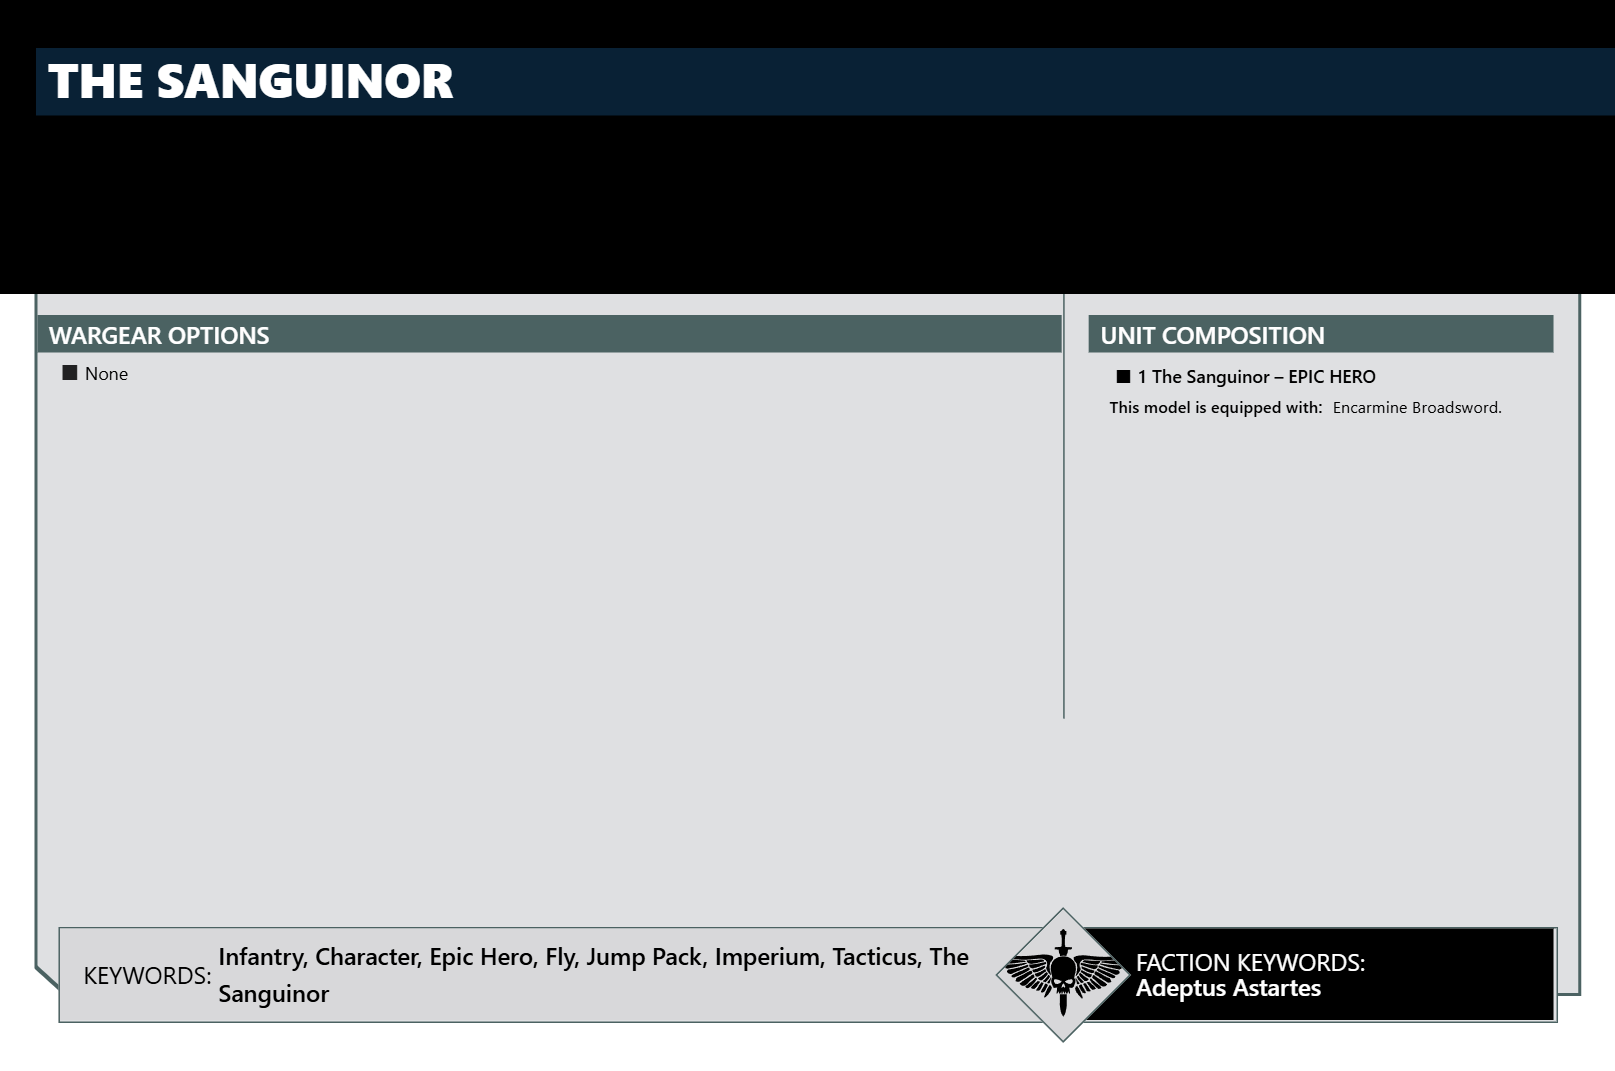 THE SANGUINOR
WARGEAR OPTIONS
■ None
UNIT COMPOSITION
■ 1 The Sanguinor – EPIC HERO
This model is equipped with: Encarmine Broadsword.
KEYWORDS: Infantry, Character, Epic Hero, Fly, Jump Pack, Imperium, Tacticus, The
Sanguinor
FACTION KEYWORDS:
Adeptus Astartes